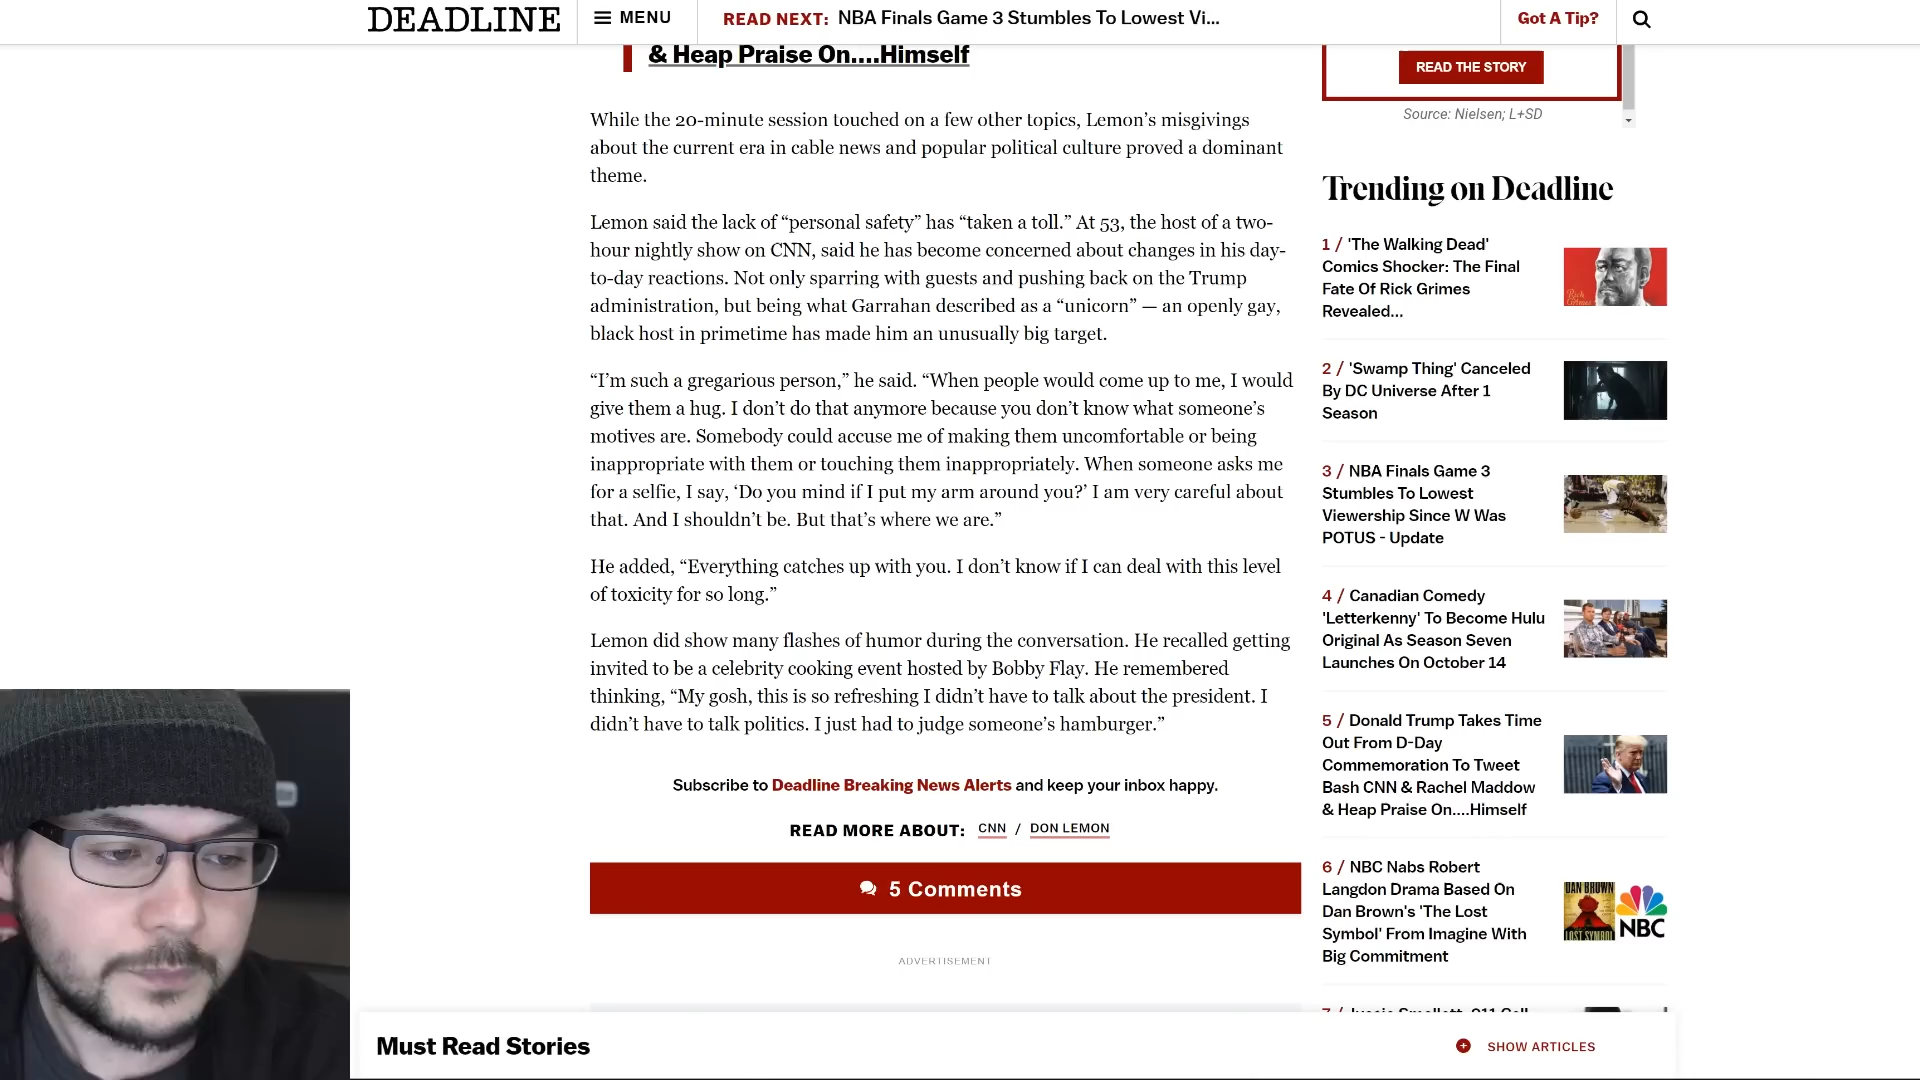 DEADLINE
MENU
READ NEXT: NBA Finals Game 3 Stumbles To Lowest Vi...
Got A Tip?
& Heap Praise On....Himself
While the 20-minute session touched on a few other topics, Lemon’s misgivings
about the current era in cable news and popular political culture proved a dominant
theme.
Lemon said the lack of “personal safety” has “taken a toll.” At 53, the host of a two-
hour nightly show on CNN, said he has become concerned about changes in his day-
to-day reactions. Not only sparring with guests and pushing back on the Trump
administration, but being what Garrahan described as a “unicorn” — an openly gay,
black host in primetime has made him an unusually big target.
“I’m such a gregarious person,” he said. “When people would come up to me, I would
give them a hug. I don’t do that anymore because you don’t know what someone’s
motives are. Somebody could accuse me of making them uncomfortable or being
inappropriate with them or touching them inappropriately. When someone asks me
for a selfie, I say, ‘Do you mind if I put my arm around you?’ I am very careful about
that. And I shouldn’t be. But that’s where we are.”
He added, “Everything catches up with you. I don’t know if I can deal with this level
of toxicity for so long.”
Lemon did show many flashes of humor during the conversation. He recalled getting
invited to be a celebrity cooking event hosted by Bobby Flay. He remembered
thinking, “My gosh, this is so refreshing I didn’t have to talk about the president. I
didn’t have to talk politics. I just had to judge someone’s hamburger.”
Subscribe to Deadline Breaking News Alerts and keep your inbox happy.
READ MORE ABOUT: CNN / DON LEMON
5 Comments
ADVERTISEMENT
READ THE STORY
Source: Nielsen; L+SD
Trending on Deadline
1 / 'The Walking Dead'
Comics Shocker: The Final
Fate Of Rick Grimes
Revealed...
2 / 'Swamp Thing' Canceled
By DC Universe After 1
Season
3 / NBA Finals Game 3
Stumbles To Lowest
Viewership Since W Was
POTUS - Update
4 / Canadian Comedy
'Letterkenny' To Become Hulu
Original As Season Seven
Launches On October 14
5 / Donald Trump Takes Time
Out From D-Day
Commemoration To Tweet
Bash CNN & Rachel Maddow
& Heap Praise On....Himself
6 / NBC Nabs Robert
Langdon Drama Based On
Dan Brown's 'The Lost
Symbol' From Imagine With
Big Commitment
DAN BROWN
LOST SYMBOL
NBC
Must Read Stories
SHOW ARTICLES